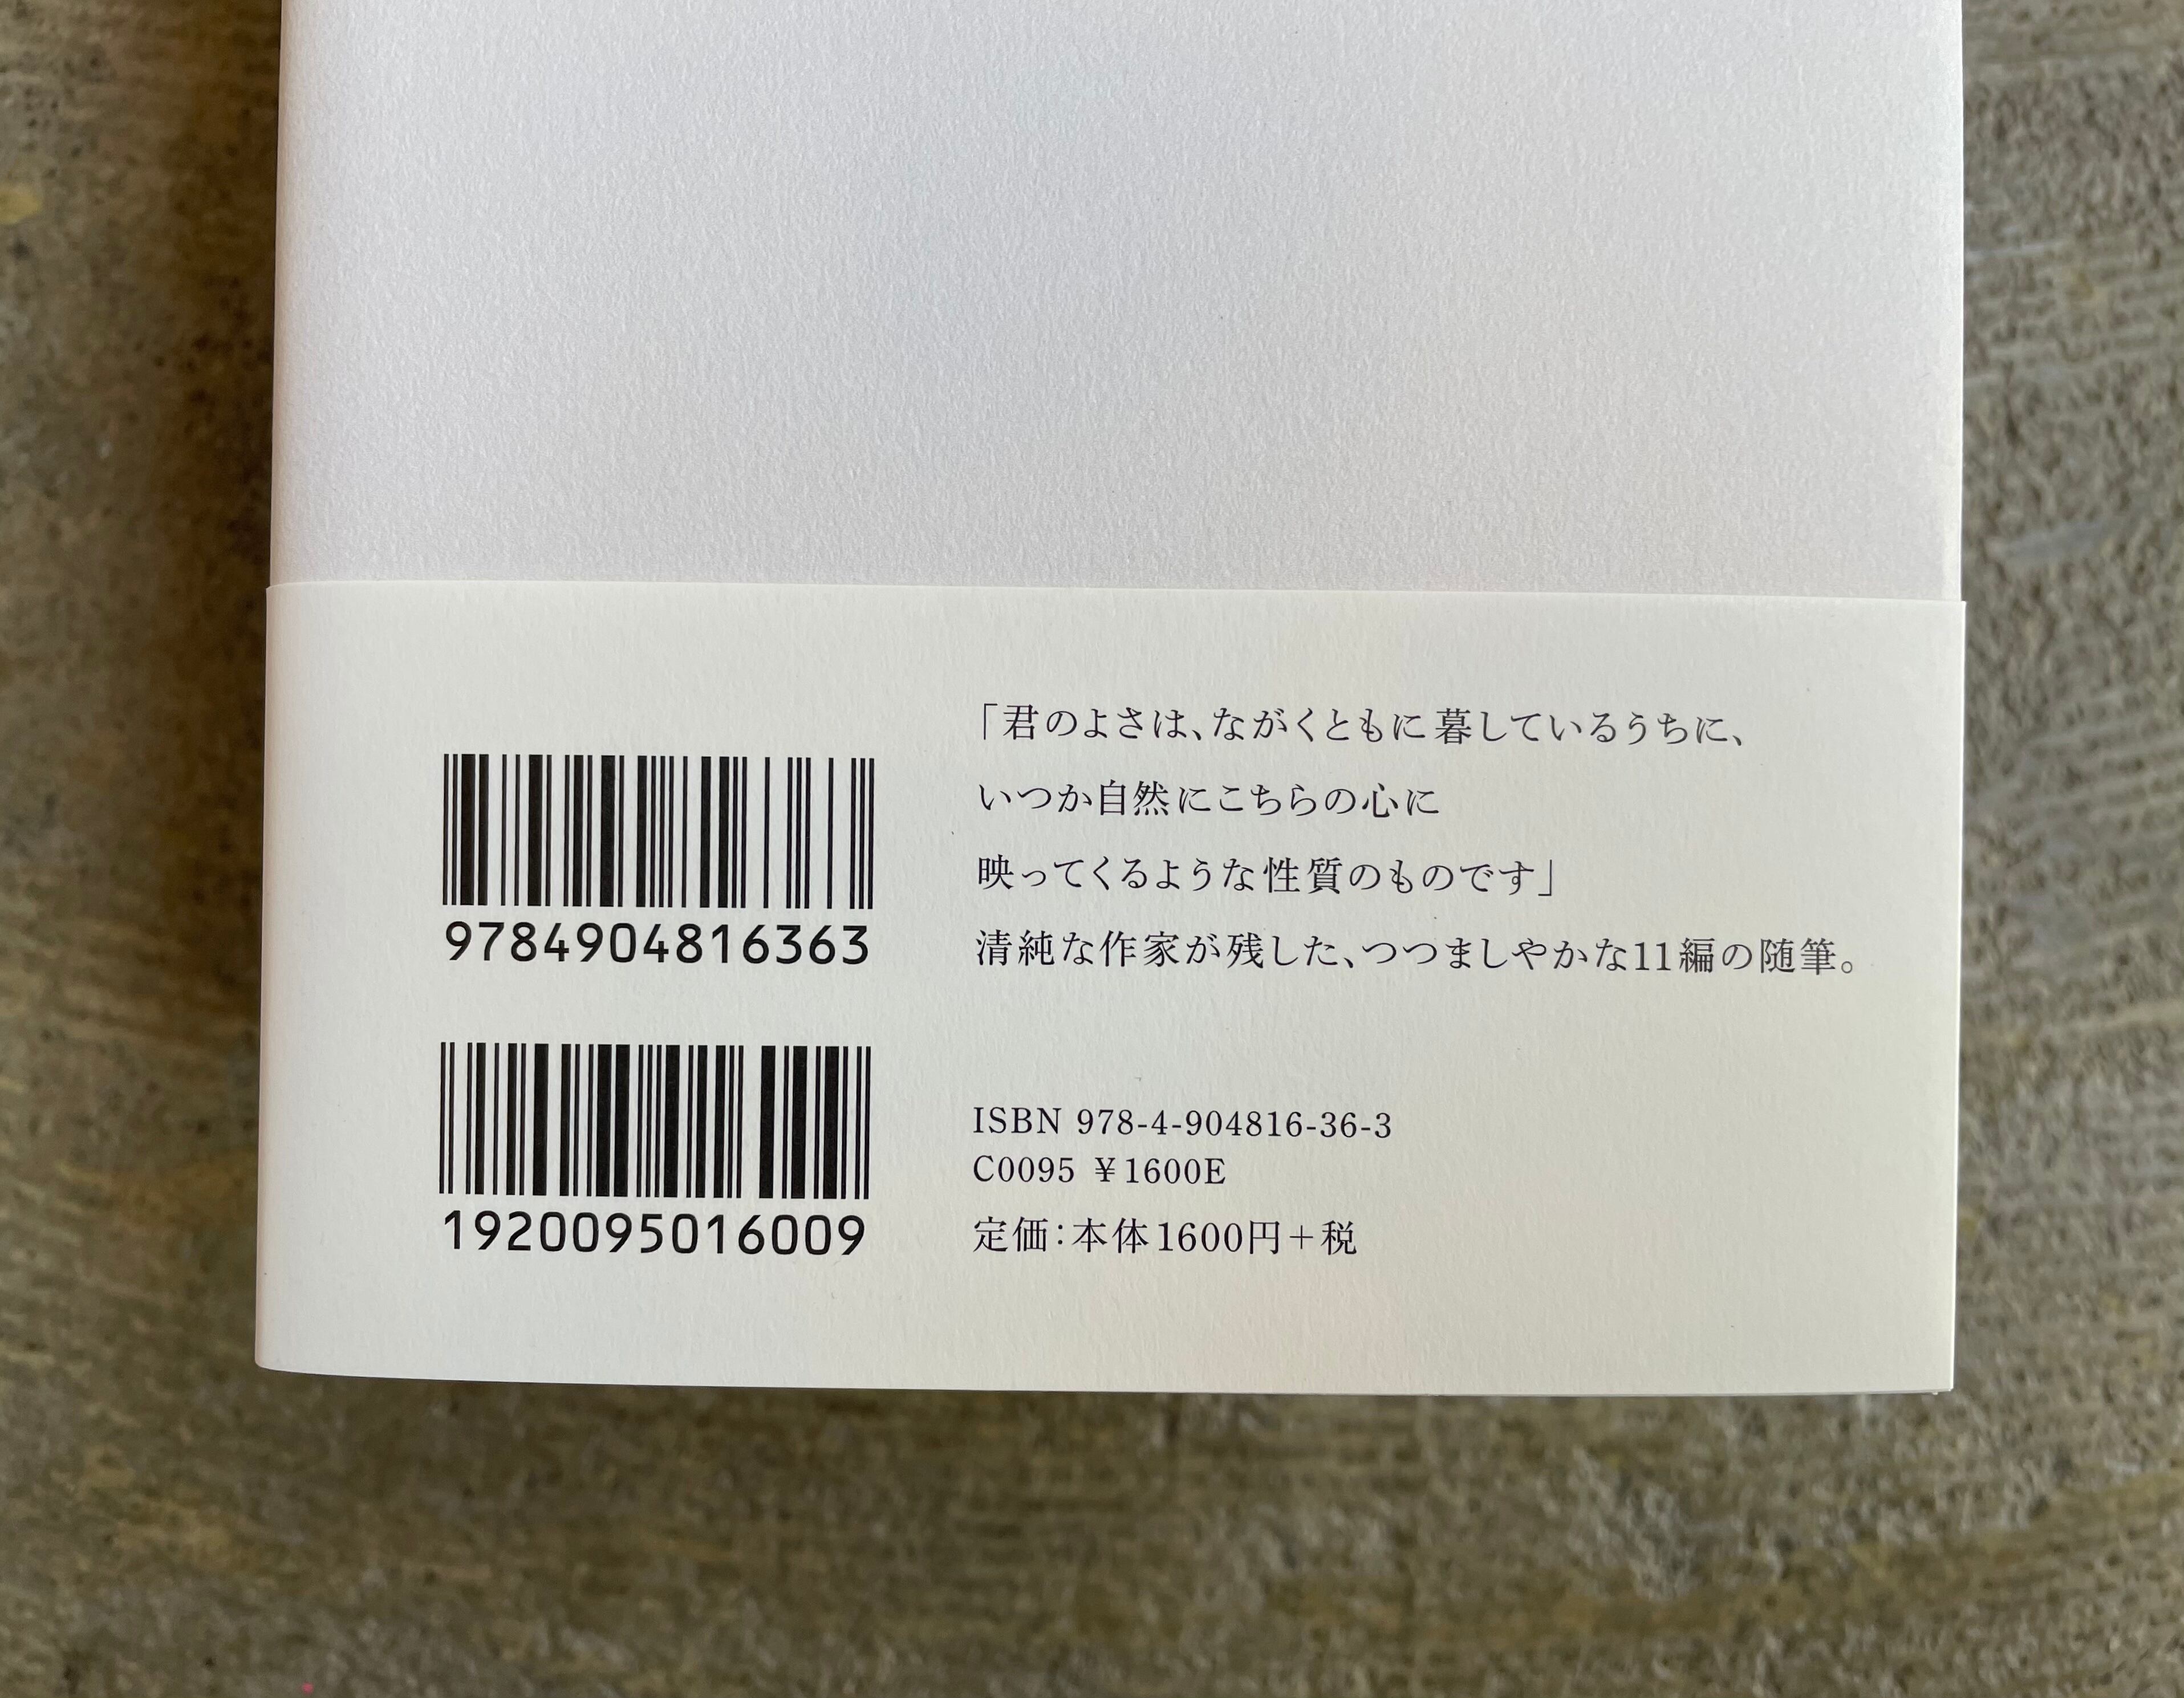 「君のよさは、ながくともに暮しているうちに、
いつか自然にこちらの心に
映ってくるような性質のものです」
清純な作家が残した、つつましやかな11編の随筆。
9784904816363
1920095016009
ISBN 978-4-904816-36-3
C0095 ¥1600E
定価：本体1600円＋税